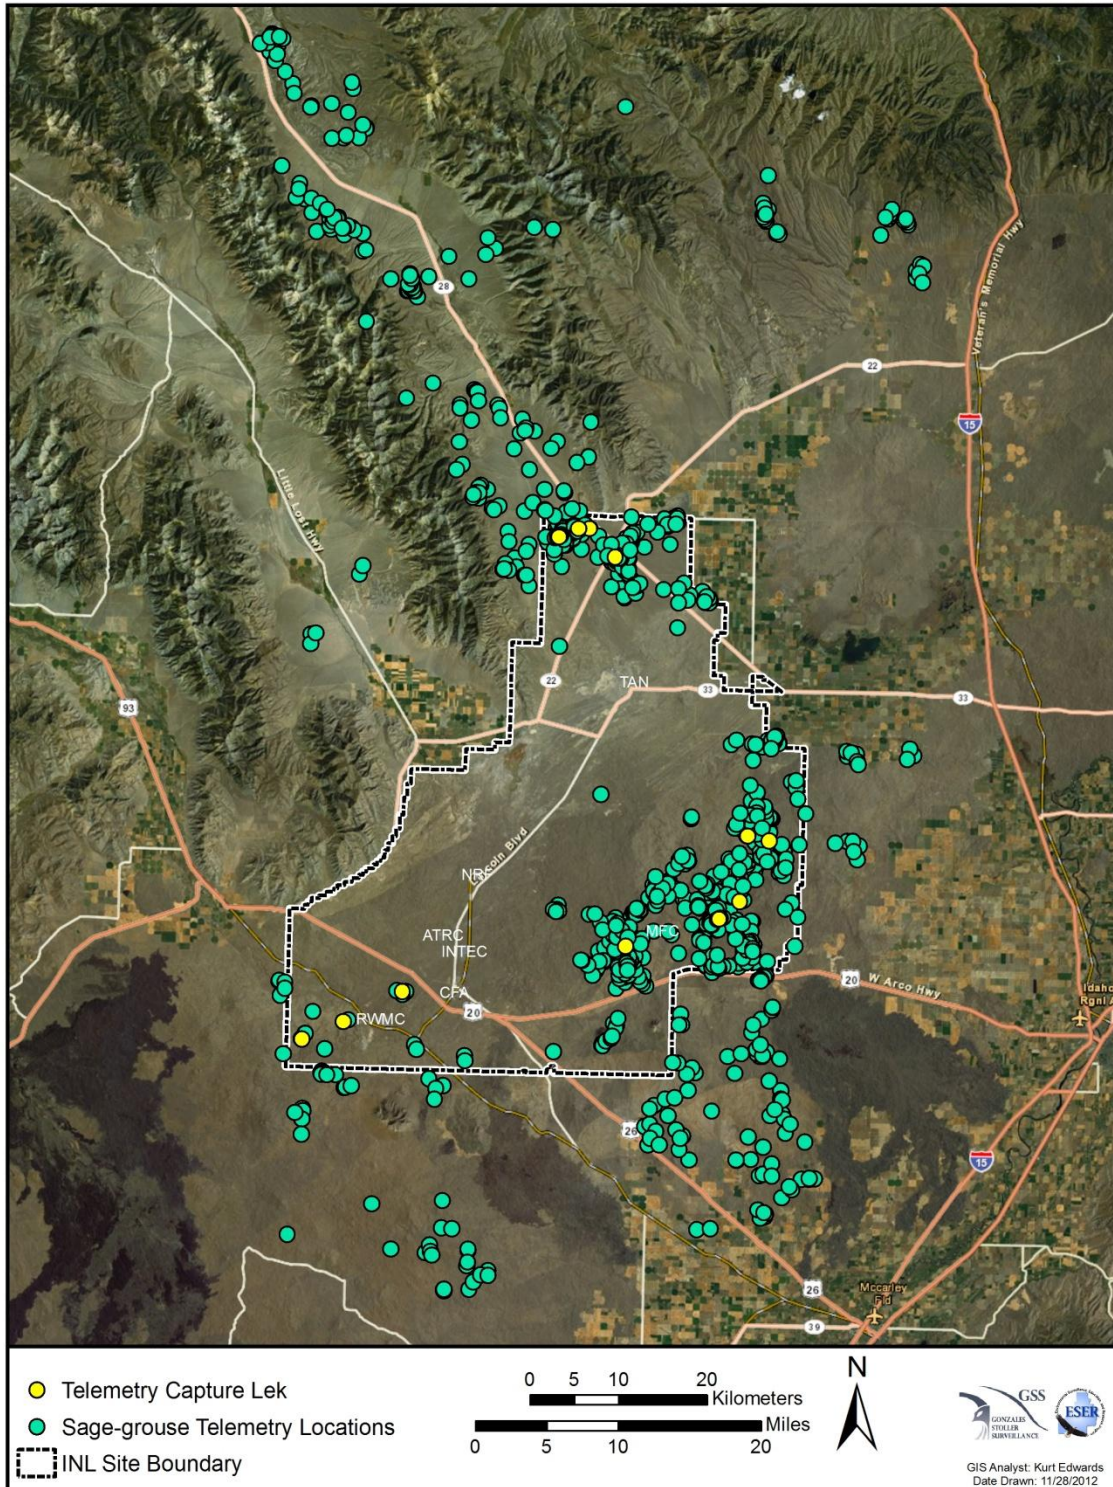 28
Veteran's Memorial Hwy
22
15
Little Lost Hwy
93
22
TAN
33
33
Lincoln Blvd
NRF
ATRC
INTEC
MFC
CFA
20
20
W Arco Hwy
Idaho
Rgnl A
RWMC
26
15
26
Mccarley
Fld
39
Telemetry Capture Lek
Sage-grouse Telemetry Locations
INL Site Boundary
0 5 10 20
Kilometers
Miles
0 5 10 20
N
GSS
GONZALES
STOLLER
SURVEILLANCE
ESER
GIS Analyst: Kurt Edwards
Date Drawn: 11/28/2012